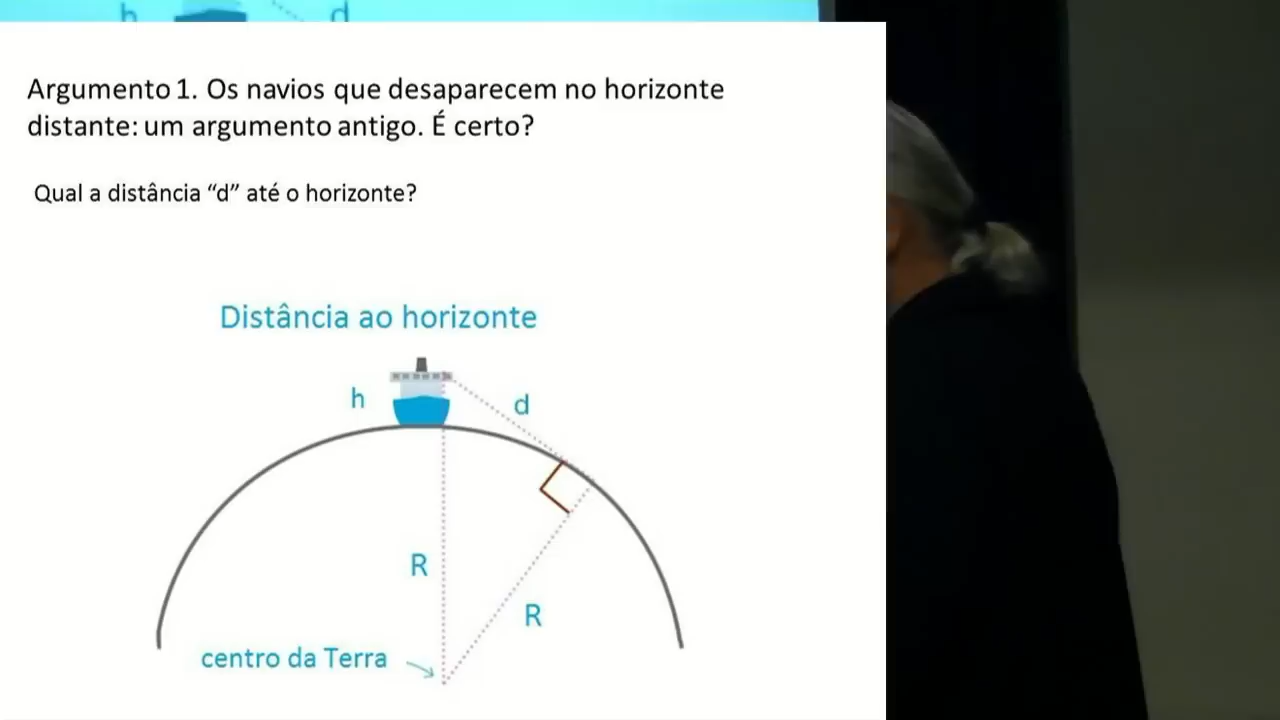 h d
Argumento 1. Os navios que desaparecem no horizonte
distante: um argumento antigo. É certo?
Qual a distância “d” até o horizonte?
Distância ao horizonte
h
d
R
R
centro da Terra